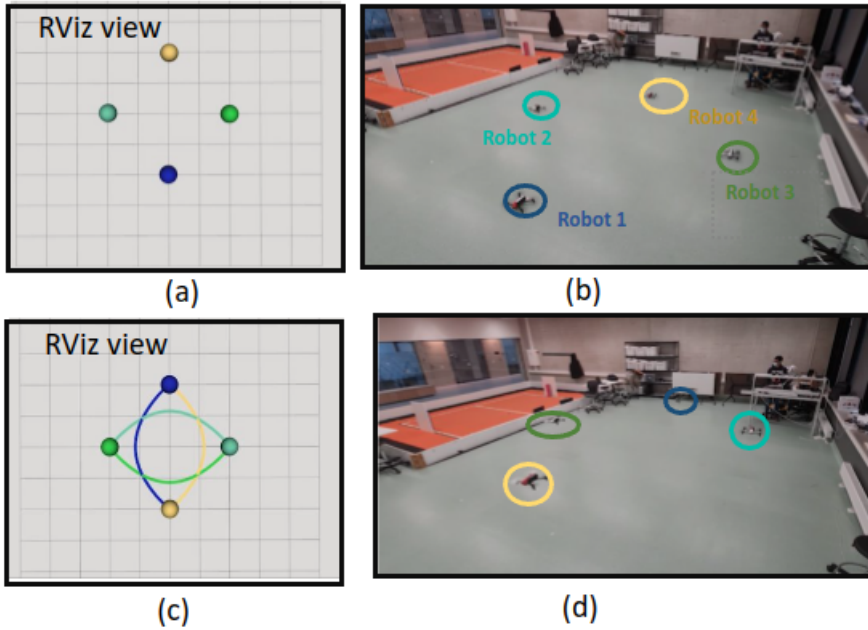 RViz view
Robot 4
Robot 2
Robot 3
Robot 1
(a)
(b)
RViz view
(c)
(d)